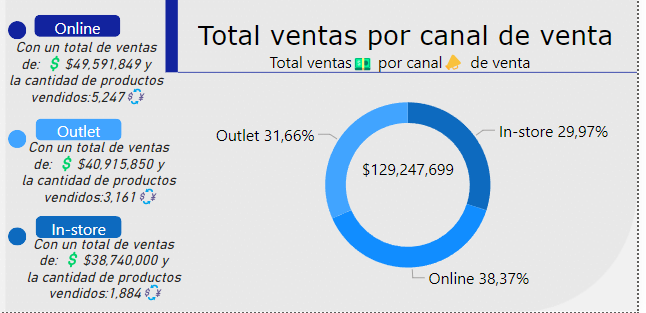 Online
Con un total de ventas
de: $ $49,591,849 y
la cantidad de productos
vendidos:5,247
Outlet
Con un total de ventas
de: $ $40,915,850 y
la cantidad de productos
vendidos:3,161
In-store
Con un total de ventas
de: $ $38,740,000 y
la cantidad de productos
vendidos:1,884
Total ventas por canal de venta
Total ventas por canal de venta
Outlet 31,66%
In-store 29,97%
$129,247,699
Online 38,37%